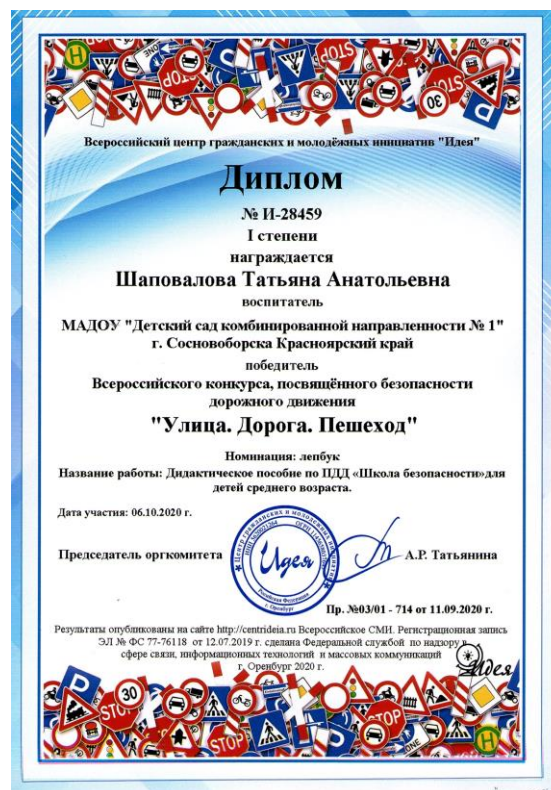 Всероссийский центр гражданских и молодёжных инициатив "Идея"
Диплом
№ И-28459
I степени
награждается
Шаповалова Татьяна Анатольевна
воспитатель
МАДОУ "Детский сад комбинированной направленности № 1"
г. Сосновоборска Красноярский край
победитель
Всероссийского конкурса, посвящённого безопасности
дорожного движения
"Улица. Дорога. Пешеход"
Номинация: лепбук
Название работы: Дидактическое пособие по ПДД «Школа безопасности»для
детей среднего возраста.
Дата участия: 06.10.2020 г.
Председатель оргкомитета
Идея
А.Р. Татьянина
Пр. №03/01 - 714 от 11.09.2020 г.
Результаты опубликованы на сайте http://centrideia.ru Всероссийское СМИ. Регистрационная запись
ЭЛ № ФС 77-76118 от 12.07.2019 г. сделана Федеральной службой по надзору в
сфере связи, информационных технологий и массовых коммуникаций
г. Оренбург 2020 г.
Идея
30
STOP
STOP
STOP